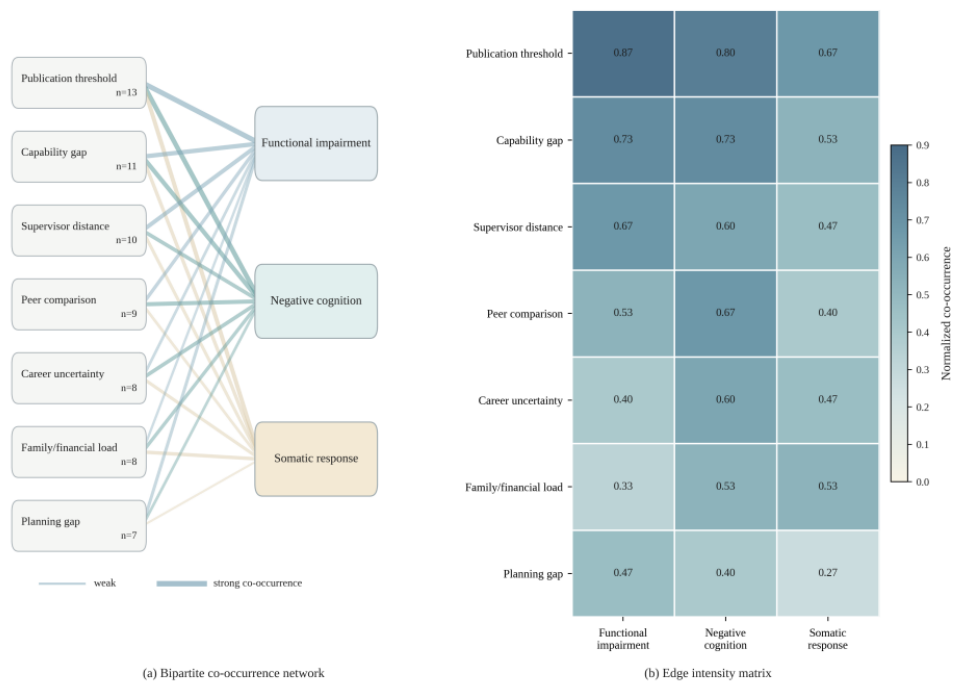 Publication threshold
n=13
Capability gap
n=11
Supervisor distance
n=10
Peer comparison
n=9
Career uncertainty
n=8
Family/financial load
n=8
Planning gap
n=7
Functional impairment
Negative cognition
Somatic response
weak
strong co-occurrence
(a) Bipartite co-occurrence network
Publication threshold
0.87 0.80 0.67
Capability gap
0.73 0.73 0.53
Supervisor distance
0.67 0.60 0.47
Peer comparison
0.53 0.67 0.40
Career uncertainty
0.40 0.60 0.47
Family/financial load
0.33 0.53 0.53
Planning gap
0.47 0.40 0.27
Functional
impairment
Negative
cognition
Somatic
response
0.9
0.8
0.7
0.6
0.5
0.4
0.3
0.2
0.1
0.0
Normalized co-occurrence
(b) Edge intensity matrix